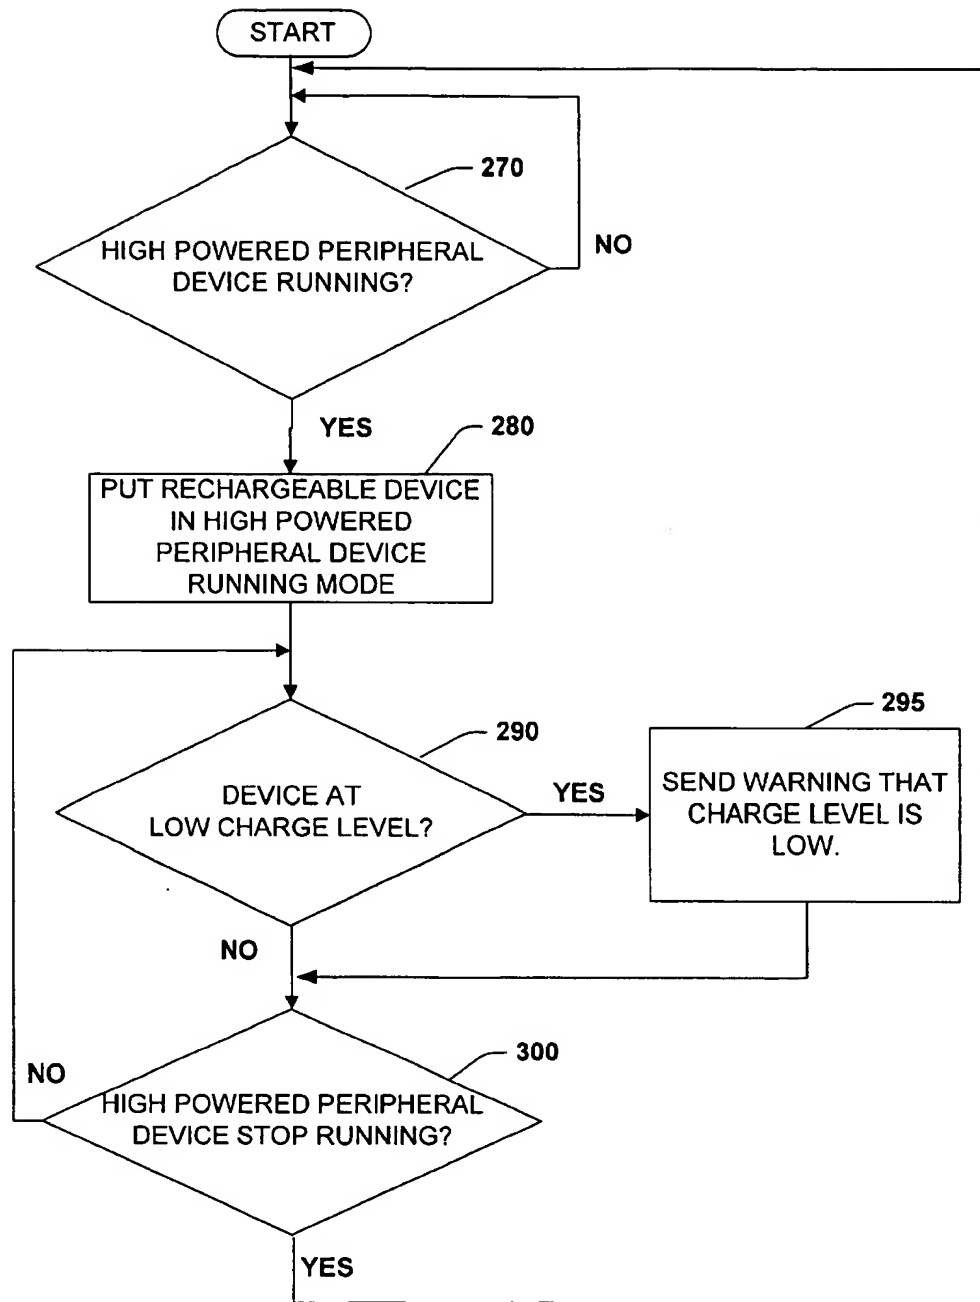 START
270
HIGH POWERED PERIPHERAL
DEVICE RUNNING?
NO
YES
280
PUT RECHARGEABLE DEVICE
IN HIGH POWERED
PERIPHERAL DEVICE
RUNNING MODE
290
295
DEVICE AT
LOW CHARGE LEVEL?
YES
SEND WARNING THAT
CHARGE LEVEL IS
LOW.
NO
300
NO
HIGH POWERED PERIPHERAL
DEVICE STOP RUNNING?
YES